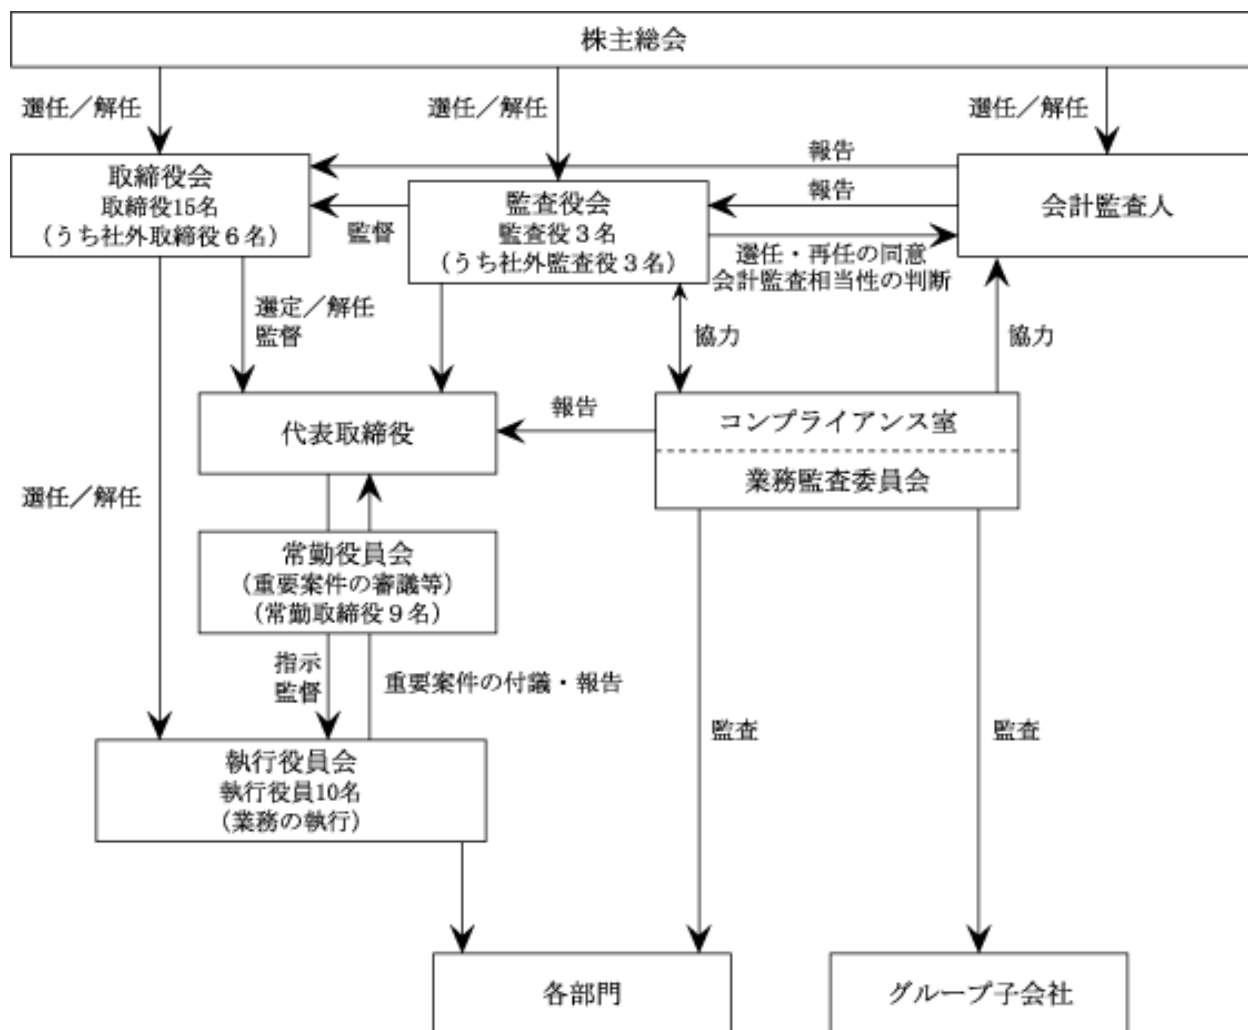 株主総会
選任／解任
選任／解任
選任／解任
報告
取締役会
取締役15名
（うち社外取締役６名）
監督
監査役会
監査役３名
（うち社外監査役３名）
報告
会計監査人
選任・再任の同意
会計監査相当性の判断
選定／解任
監督
協力
協力
代表取締役
報告
コンプライアンス室
業務監査委員会
選任／解任
常勤役員会
（重要案件の審議等）
（常勤取締役９名）
指示
監督
重要案件の付議・報告
監査
監査
執行役員会
執行役員10名
（業務の執行）
各部門
グループ子会社